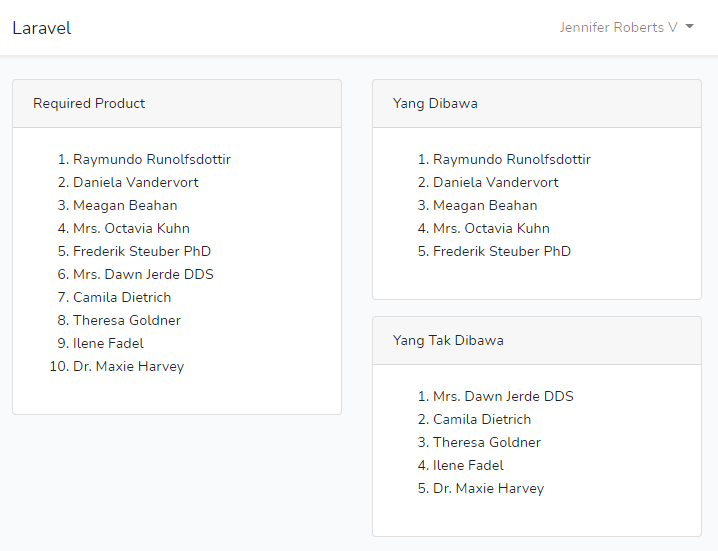 Laravel
Jennifer Roberts V
Required Product
1. Raymundo Runolfsdottir
2. Daniela Vandervort
3. Meagan Beahan
4. Mrs. Octavia Kuhn
5. Frederik Steuber PhD
6. Mrs. Dawn Jerde DDS
7. Camila Dietrich
8. Theresa Goldner
9. Ilene Fadel
10. Dr. Maxie Harvey
Yang Dibawa
1. Raymundo Runolfsdottir
2. Daniela Vandervort
3. Meagan Beahan
4. Mrs. Octavia Kuhn
5. Frederik Steuber PhD
Yang Tak Dibawa
1. Mrs. Dawn Jerde DDS
2. Camila Dietrich
3. Theresa Goldner
4. Ilene Fadel
5. Dr. Maxie Harvey